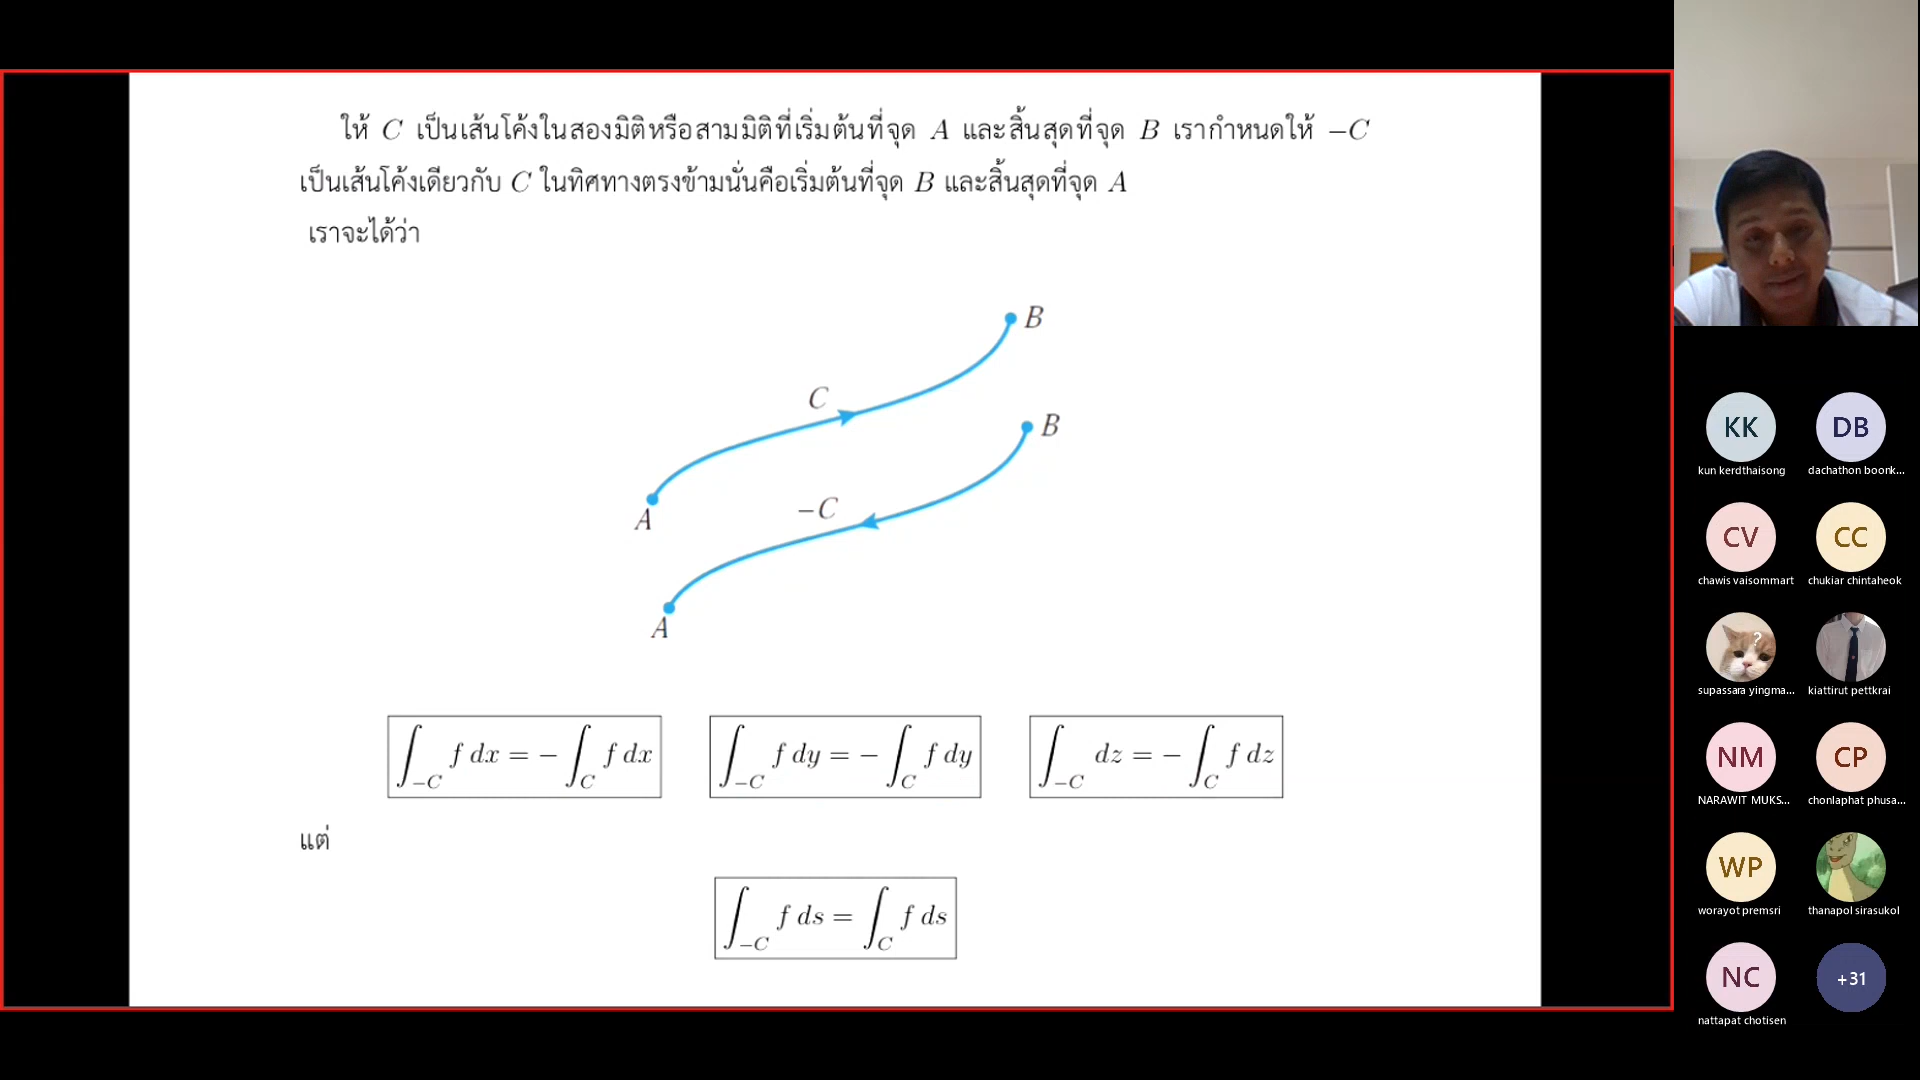 ให้ C เป็นเส้นโค้งในสองมิติหรือสามมิติที่เริ่มต้นที่จุด A และสิ้นสุดที่จุด B เรากำหนดให้ −C
เป็นเส้นโค้งเดียวกับ C ในทิศทางตรงข้ามนั่นคือเริ่มต้นที่จุด B และสิ้นสุดที่จุด A
เราจะได้ว่า
B
C
B
A
−C
A
∫_{−C} f dx = − ∫_C f dx
∫_{−C} f dy = − ∫_C f dy
∫_{−C} dz = − ∫_C f dz
แต่
∫_{−C} f ds = ∫_C f ds
KK
DB
kun kerdthaisong
dachathon boonk...
CV
CC
chawis vaisommart
chukiar chintaheok
?
supassara yingma...
kiattirut pettkrai
NM
CP
NARAWIT MUKS...
chonlaphat phusa...
WP
worayot premsri
thanapol sirasukol
NC
+31
nattapat chotisen